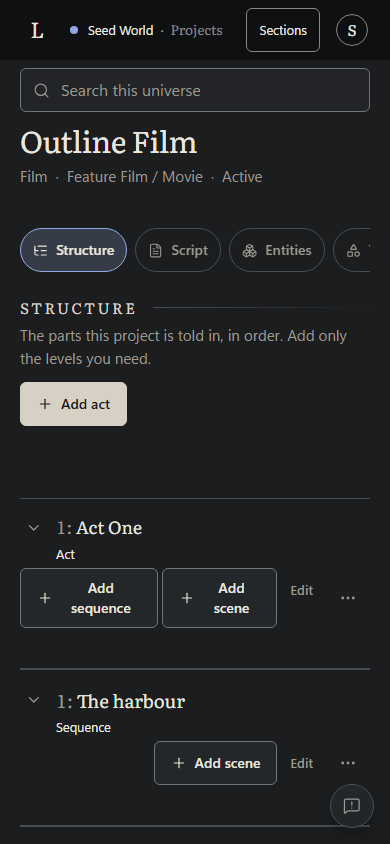 L Seed World · Projects Sections S
Search this universe
Outline Film
Film · Feature Film / Movie · Active
Structure Script Entities
STRUCTURE
The parts this project is told in, in order. Add only
the levels you need.
+ Add act
1: Act One
Act
+ Add
sequence
+ Add
scene
Edit ...
1: The harbour
Sequence
+ Add scene Edit ...